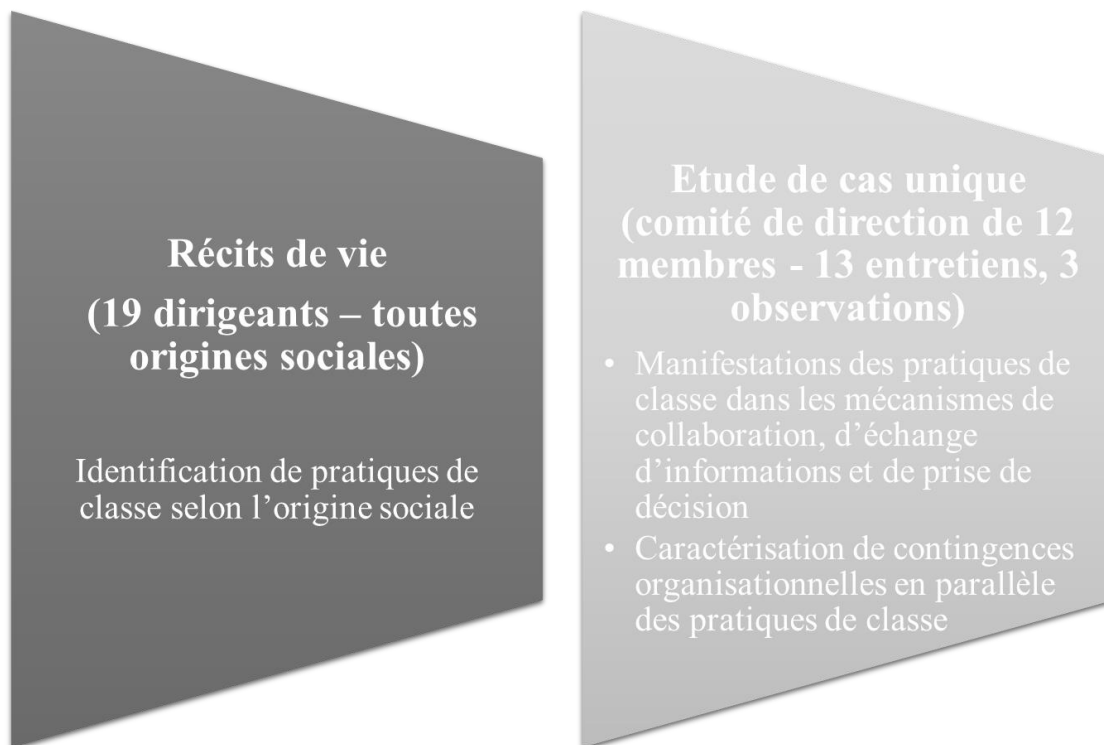 Récits de vie
(19 dirigeants – toutes
origines sociales)
Identification de pratiques de
classe selon l’origine sociale
Etude de cas unique
(comité de direction de 12
membres - 13 entretiens, 3
observations)
• Manifestations des pratiques de
classe dans les mécanismes de
collaboration, d’échange
d’informations et de prise de
décision
• Caractérisation de contingences
organisationnelles en parallèle
des pratiques de classe